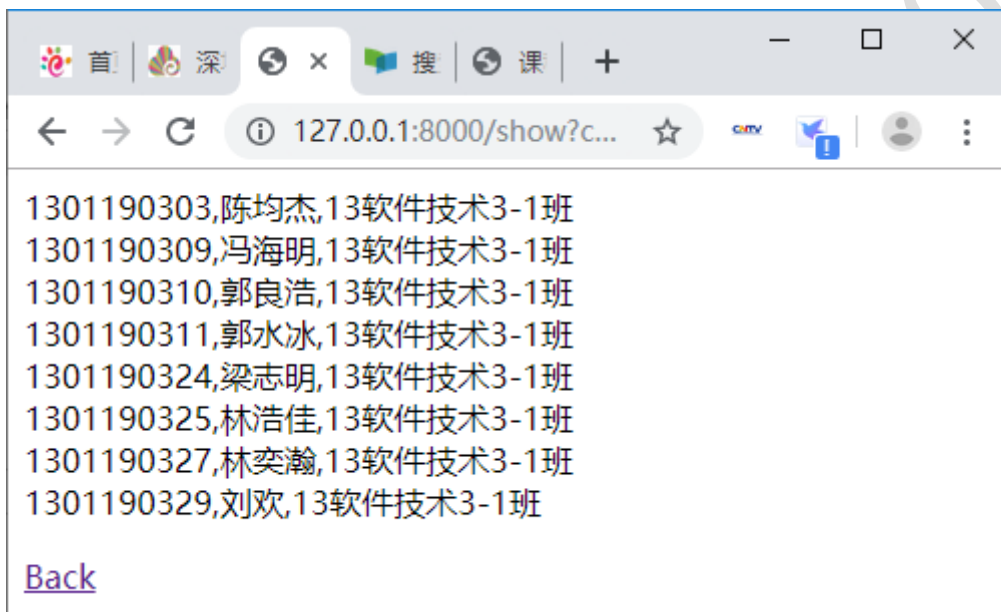 首 深 搜 课
127.0.0.1:8000/show?c...
1301190303,陈均杰,13软件技术3-1班
1301190309,冯海明,13软件技术3-1班
1301190310,郭良浩,13软件技术3-1班
1301190311,郭水冰,13软件技术3-1班
1301190324,梁志明,13软件技术3-1班
1301190325,林浩佳,13软件技术3-1班
1301190327,林奕瀚,13软件技术3-1班
1301190329,刘欢,13软件技术3-1班
Back